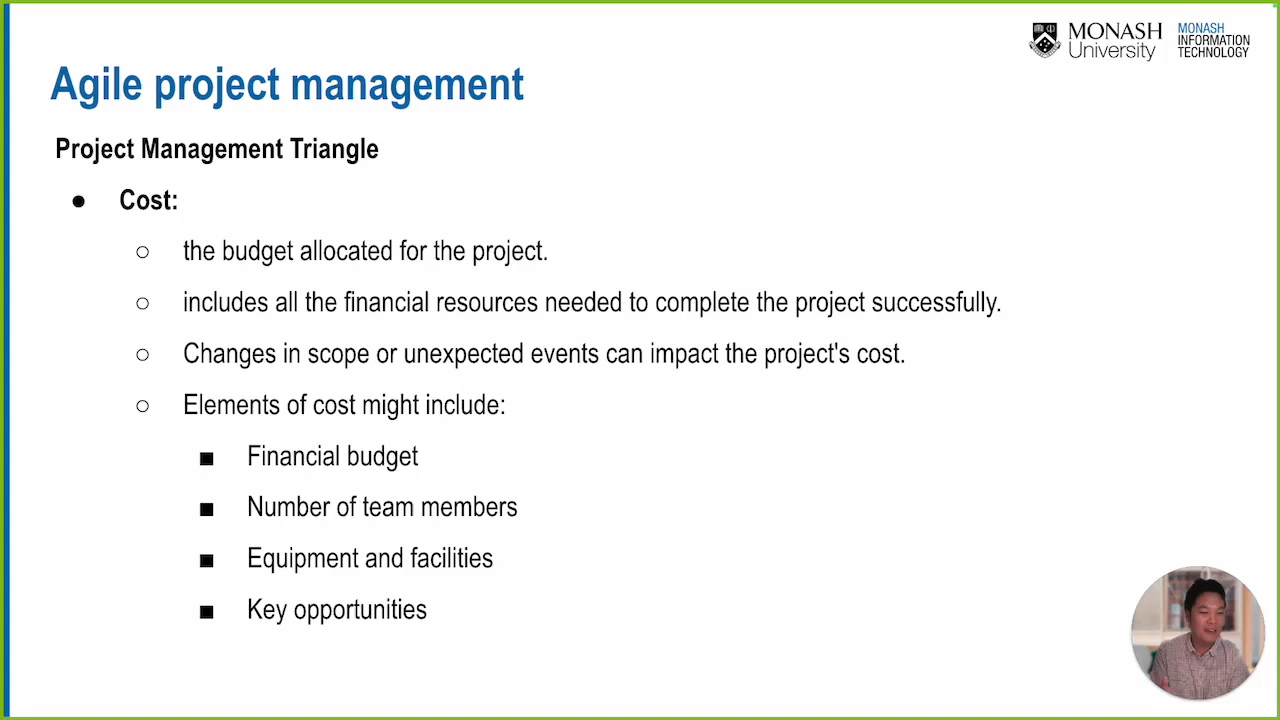 MONASH University
MONASH INFORMATION TECHNOLOGY
Agile project management
Project Management Triangle
● Cost:
○ the budget allocated for the project.
○ includes all the financial resources needed to complete the project successfully.
○ Changes in scope or unexpected events can impact the project's cost.
○ Elements of cost might include:
■ Financial budget
■ Number of team members
■ Equipment and facilities
■ Key opportunities